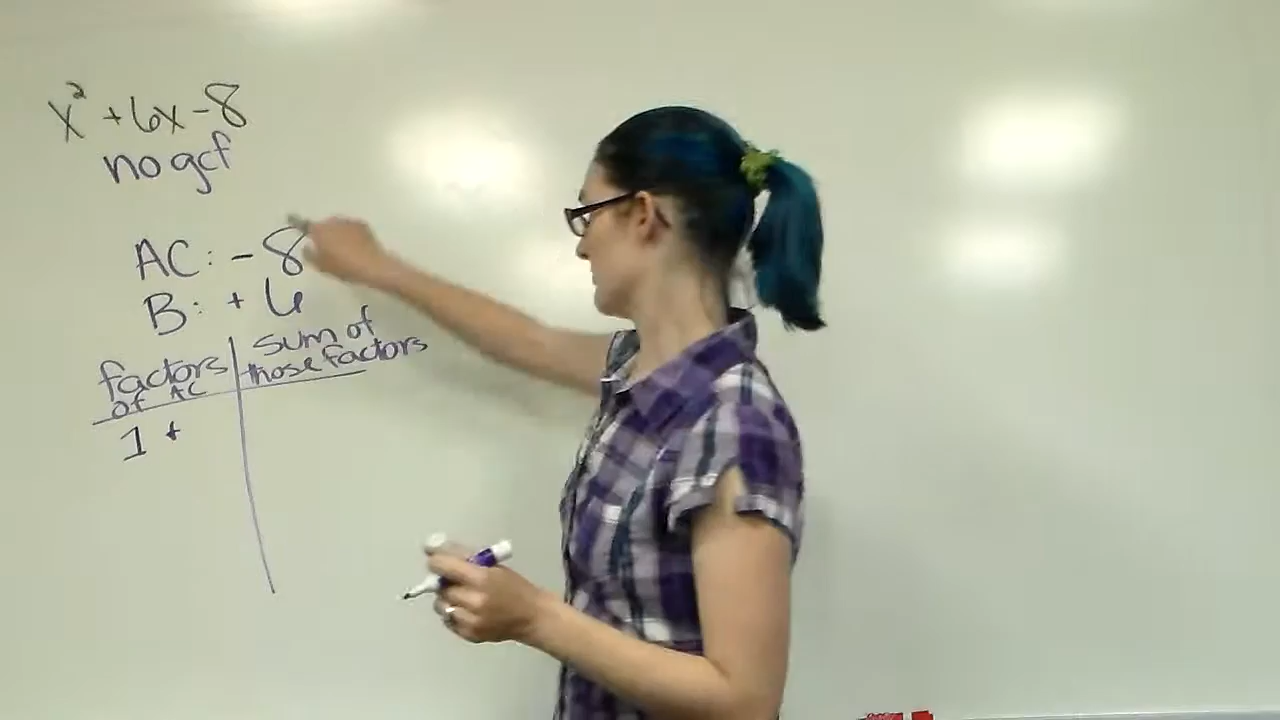 x² + 6x - 8
no gcf
AC: - 8
B: + 6
factors of AC
sum of those factors
1 +